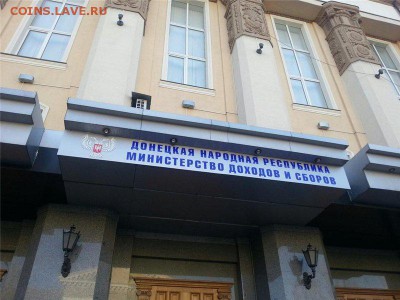 COINS.LAVE.RU
ДОНЕЦКАЯ НАРОДНАЯ РЕСПУБЛИКА
МИНИСТЕРСТВО ДОХОДОВ И СБОРОВ